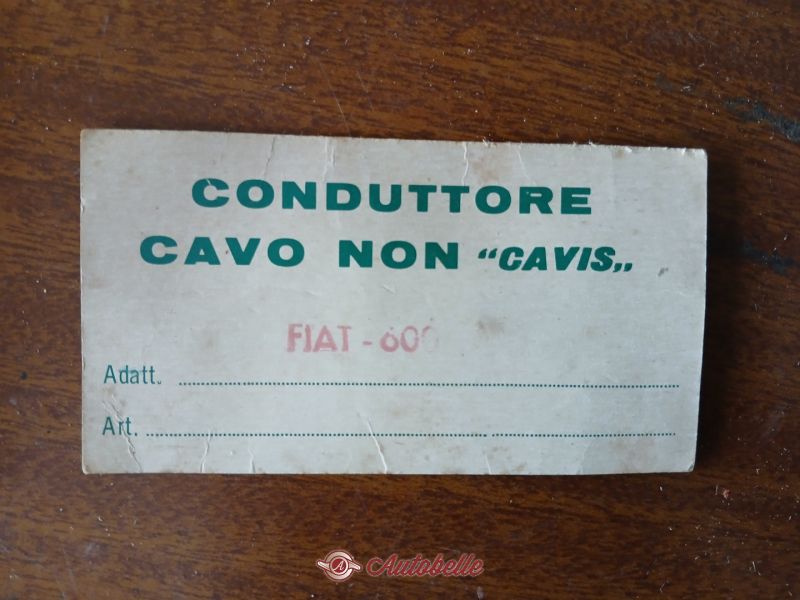 CONDUTTORE
CAVO NON “CAVIS„
FIAT - 600
Adatt.
Art.
Autobelle